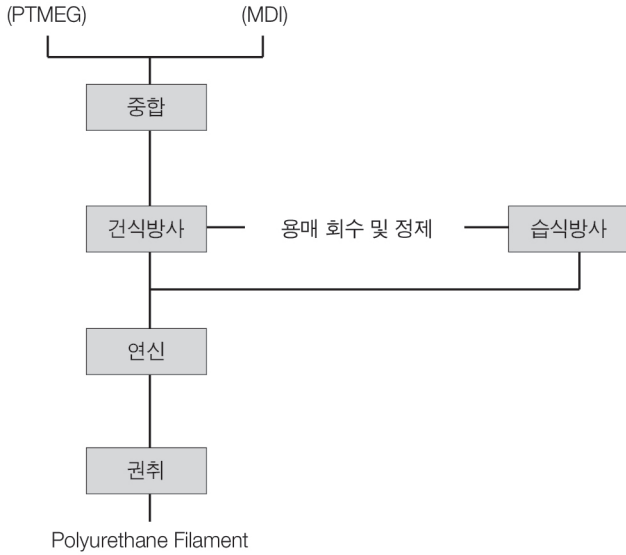 (PTMEG) (MDI)
중합
건식방사 용매 회수 및 정제 습식방사
연신
권취
Polyurethane Filament